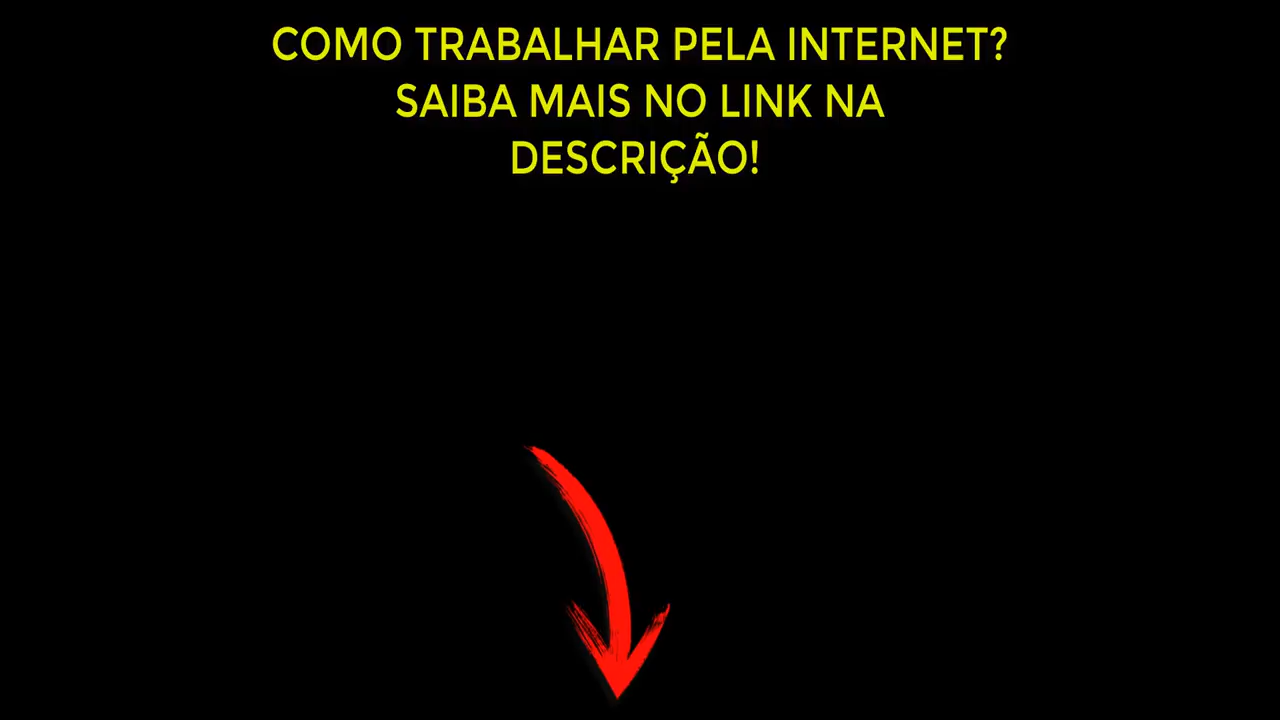 COMO TRABALHAR PELA INTERNET?
SAIBA MAIS NO LINK NA
DESCRIÇÃO!